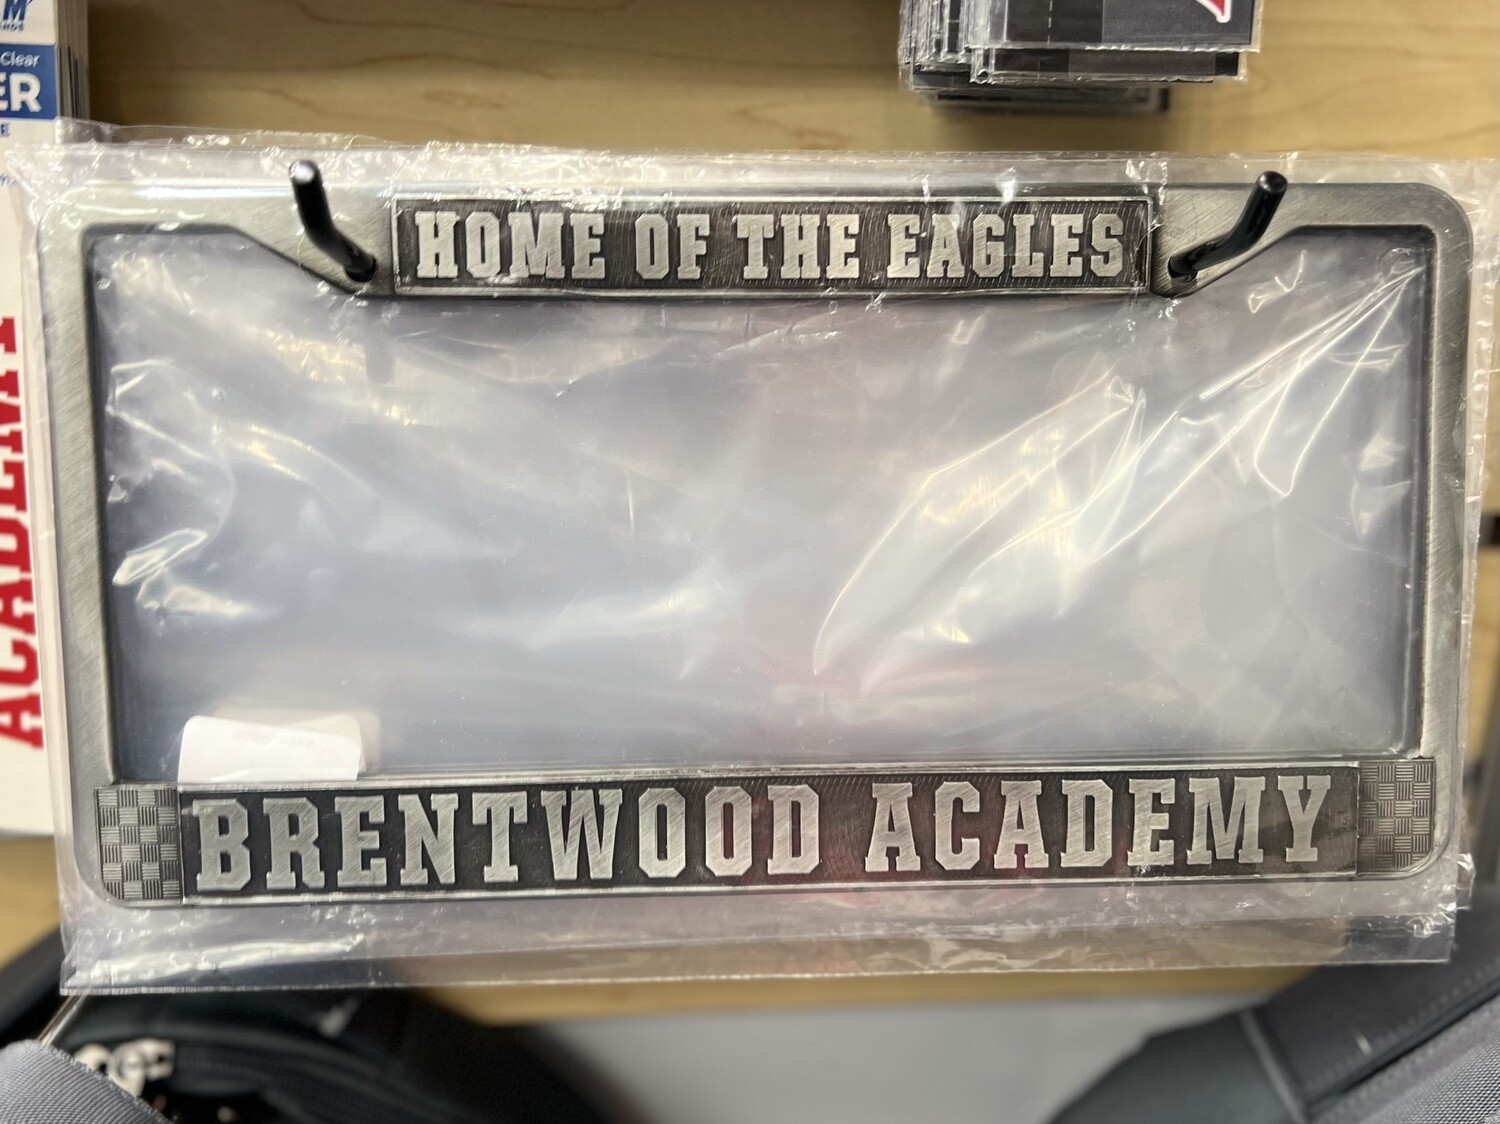 HOME OF THE EAGLES
BRENTWOOD ACADEMY
Clear
ER
ACADEMY